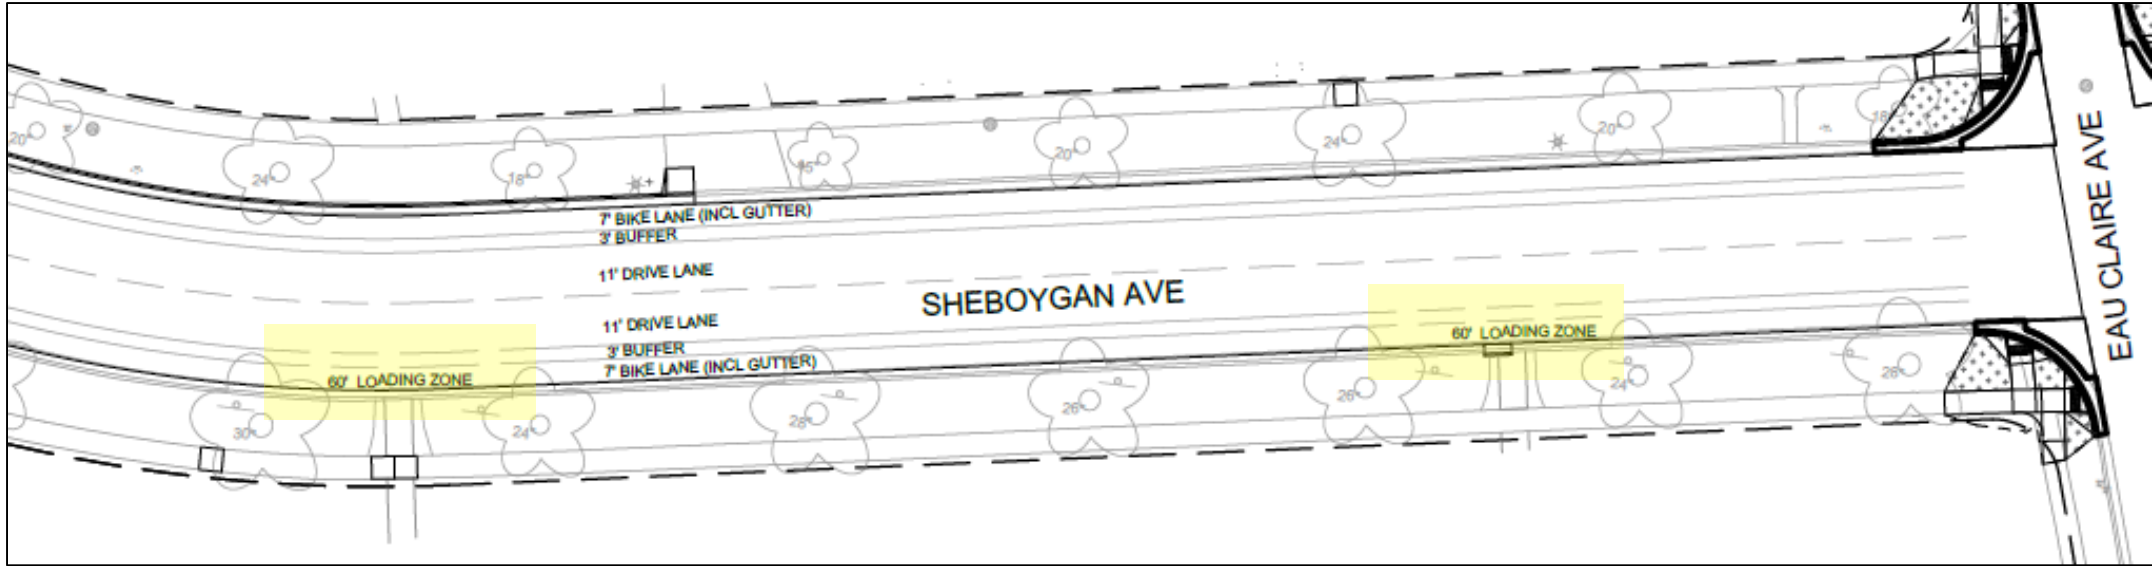 20"
24"
18"
16"
20"
24"
20"
18"
7' BIKE LANE (INCL GUTTER)
3' BUFFER
11' DRIVE LANE
SHEBOYGAN AVE
EAU CLAIRE AVE
11' DRIVE LANE
3' BUFFER
7' BIKE LANE (INCL GUTTER)
60' LOADING ZONE
60' LOADING ZONE
30"
24"
28"
26"
26"
24"
28"